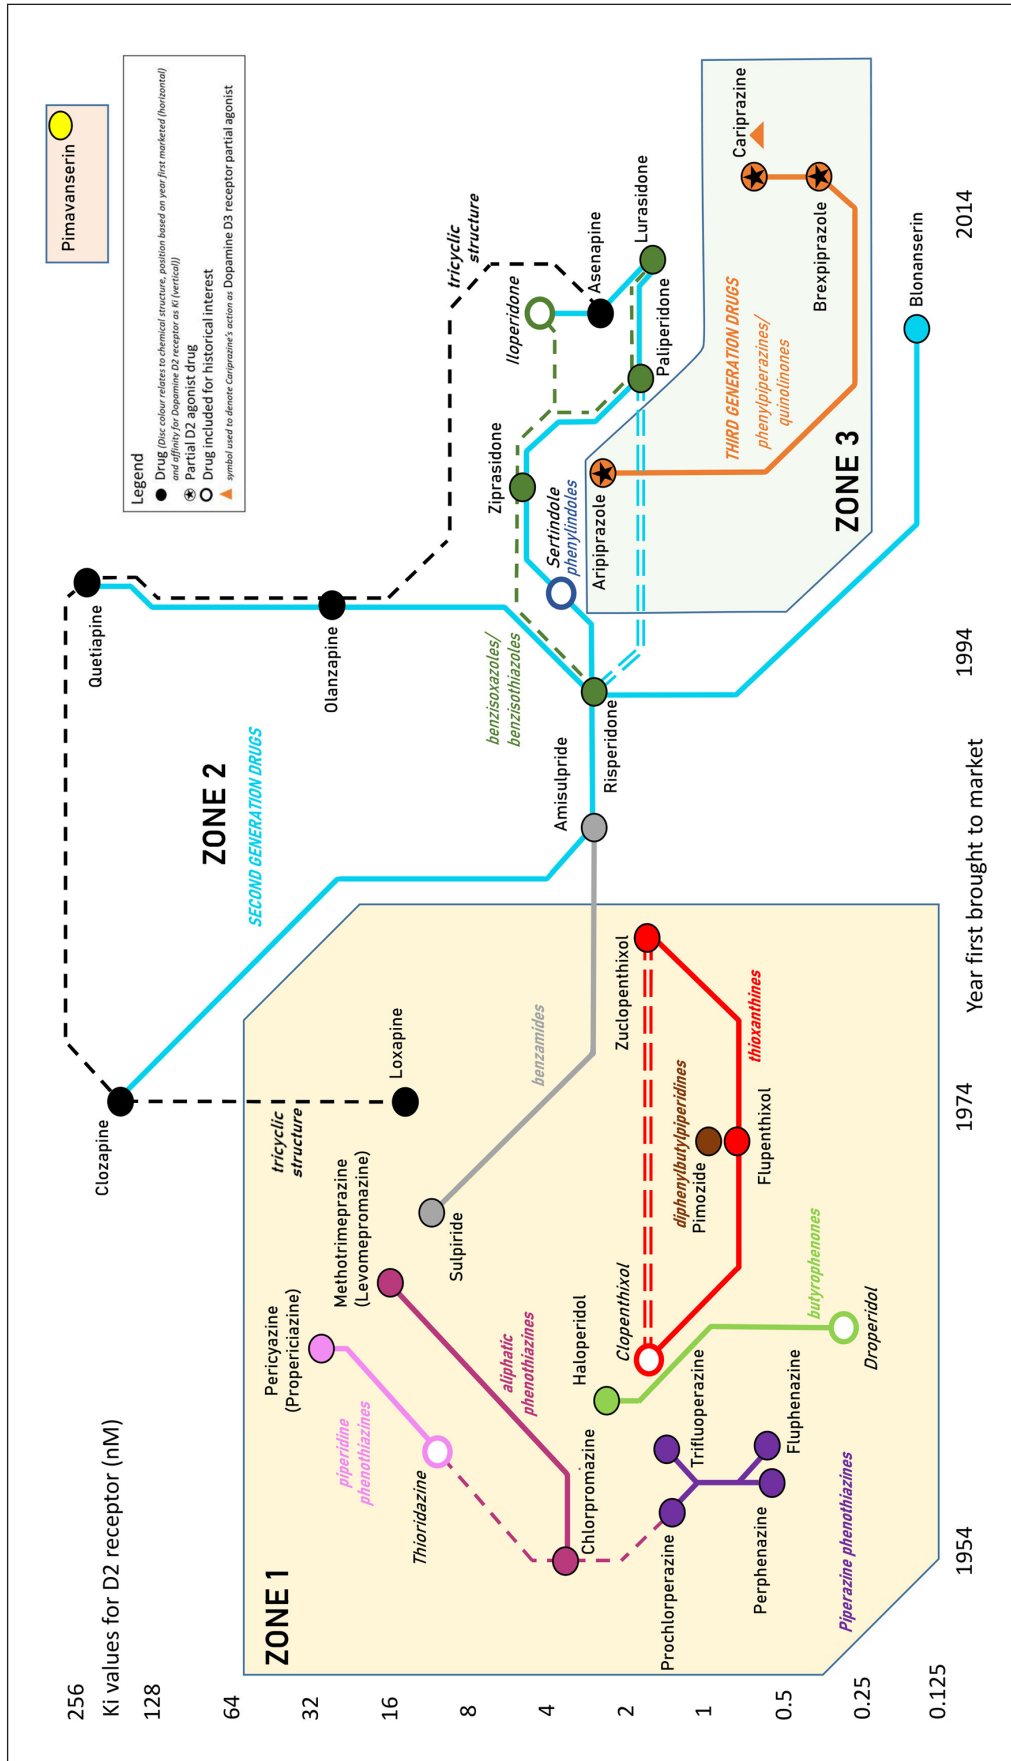 256
Ki values for D2 receptor (nM)
128
64
32
16
8
4
2
1
0.5
0.25
0.125
Pimavanserin
Legend
Drug (Disc colour relates to chemical structure, position based on year first marketed (horizontal)
and affinity for Dopamine D2 receptor as Ki (vertical))
Partial D2 agonist drug
Drug included for historical interest
symbol used to denote Cariprazine's action as Dopamine D3 receptor partial agonist
ZONE 1
Pericyazine
(Propericiazine)
piperidine
phenothiazines
Thioridazine
Methotrimeprazine
(Levomepromazine)
aliphatic
phenothiazines
Chlorpromazine
Prochlorperazine
Trifluoperazine
Perphenazine
Fluphenazine
Piperazine phenothiazines
Haloperidol
butyrophenones
Droperidol
Clopenthixol
Zuclopenthixol
Flupenthixol
thioxanthines
diphenylbutylpiperidines
Pimozide
Sulpiride
benzamides
Loxapine
tricyclic
structure
Clozapine
ZONE 2
SECOND GENERATION DRUGS
Quetiapine
Olanzapine
Amisulpride
Risperidone
benzisoxazoles/
benzisothiazoles
Ziprasidone
Sertindole
phenylindoles
Iloperidone
Asenapine
tricyclic
structure
Paliperidone
Lurasidone
Blonanserin
ZONE 3
THIRD GENERATION DRUGS
phenylpiperazines/
quinolinones
Aripiprazole
Brexpiprazole
Cariprazine
1954
1974
1994
2014
Year first brought to market